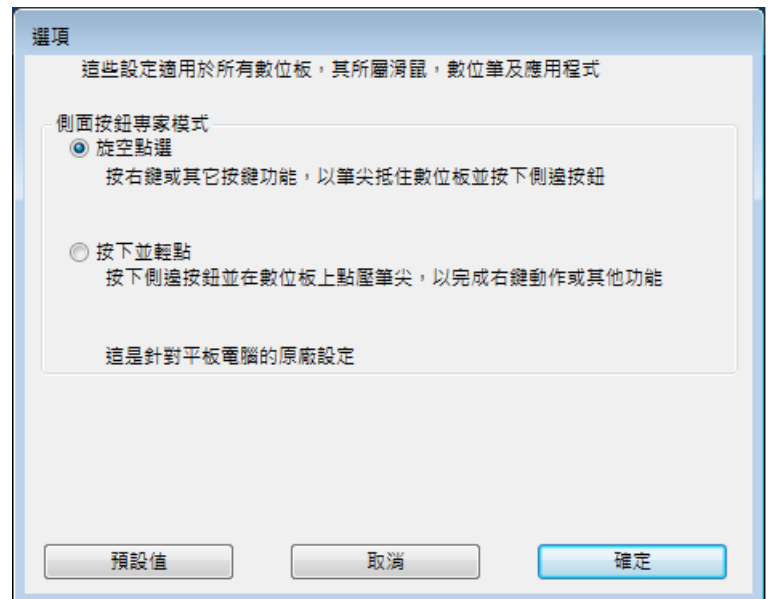 選項
這些設定適用於所有數位板，其所屬滑鼠，數位筆及應用程式
側面按鈕專家模式
旋空點選
按右鍵或其它按鍵功能，以筆尖抵住數位板並按下側邊按鈕
按下並輕點
按下側邊按鈕並在數位板上點壓筆尖，以完成右鍵動作或其他功能
這是針對平板電腦的原廠設定
預設值
取消
確定